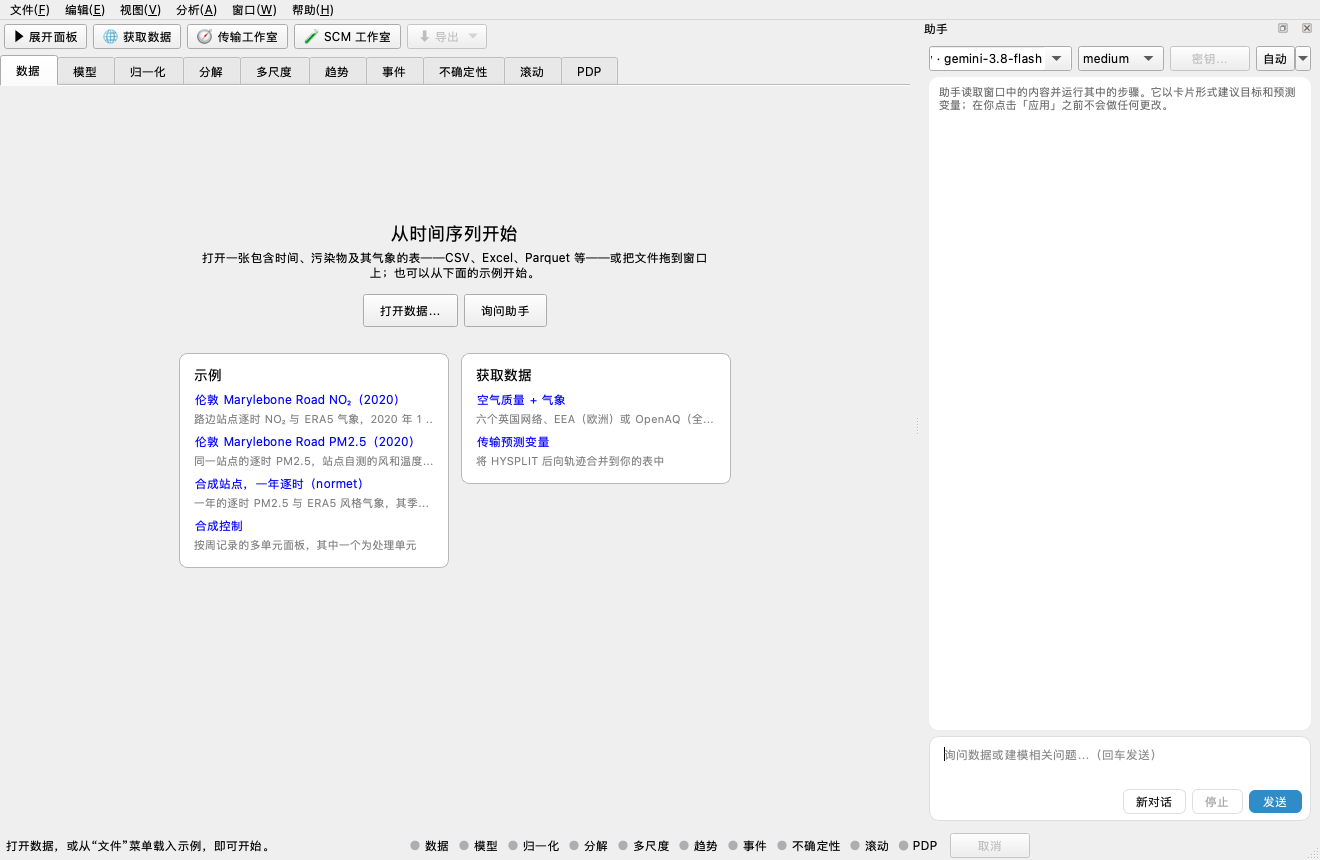 文件(F) 编辑(E) 视图(V) 分析(A) 窗口(W) 帮助(H)
展开面板 获取数据 传输工作室 SCM 工作室 导出
数据 模型 归一化 分解 多尺度 趋势 事件 不确定性 滚动 PDP
从时间序列开始
打开一张包含时间、污染物及其气象的表——CSV、Excel、Parquet 等——或把文件拖到窗口
上；也可以从下面的示例开始。
打开数据... 询问助手
示例
伦敦 Marylebone Road NO₂（2020）
路边站点逐时 NO₂ 与 ERA5 气象，2020 年 1 ..
伦敦 Marylebone Road PM2.5（2020）
同一站点的逐时 PM2.5，站点自测的风和温度...
合成站点，一年逐时（normet）
一年的逐时 PM2.5 与 ERA5 风格气象，其季...
合成控制
按周记录的多单元面板，其中一个为处理单元
获取数据
空气质量 + 气象
六个英国网络、EEA（欧洲）或 OpenAQ（全...
传输预测变量
将 HYSPLIT 后向轨迹合并到你的表中
助手
· gemini-3.8-flash medium 密钥... 自动
助手读取窗口中的内容并运行其中的步骤。它以卡片形式建议目标和预测
变量；在你点击「应用」之前不会做任何更改。
询问数据或建模相关问题...（回车发送）
新对话 停止 发送
打开数据，或从“文件”菜单载入示例，即可开始。
数据 模型 归一化 分解 多尺度 趋势 事件 不确定性 滚动 PDP 取消